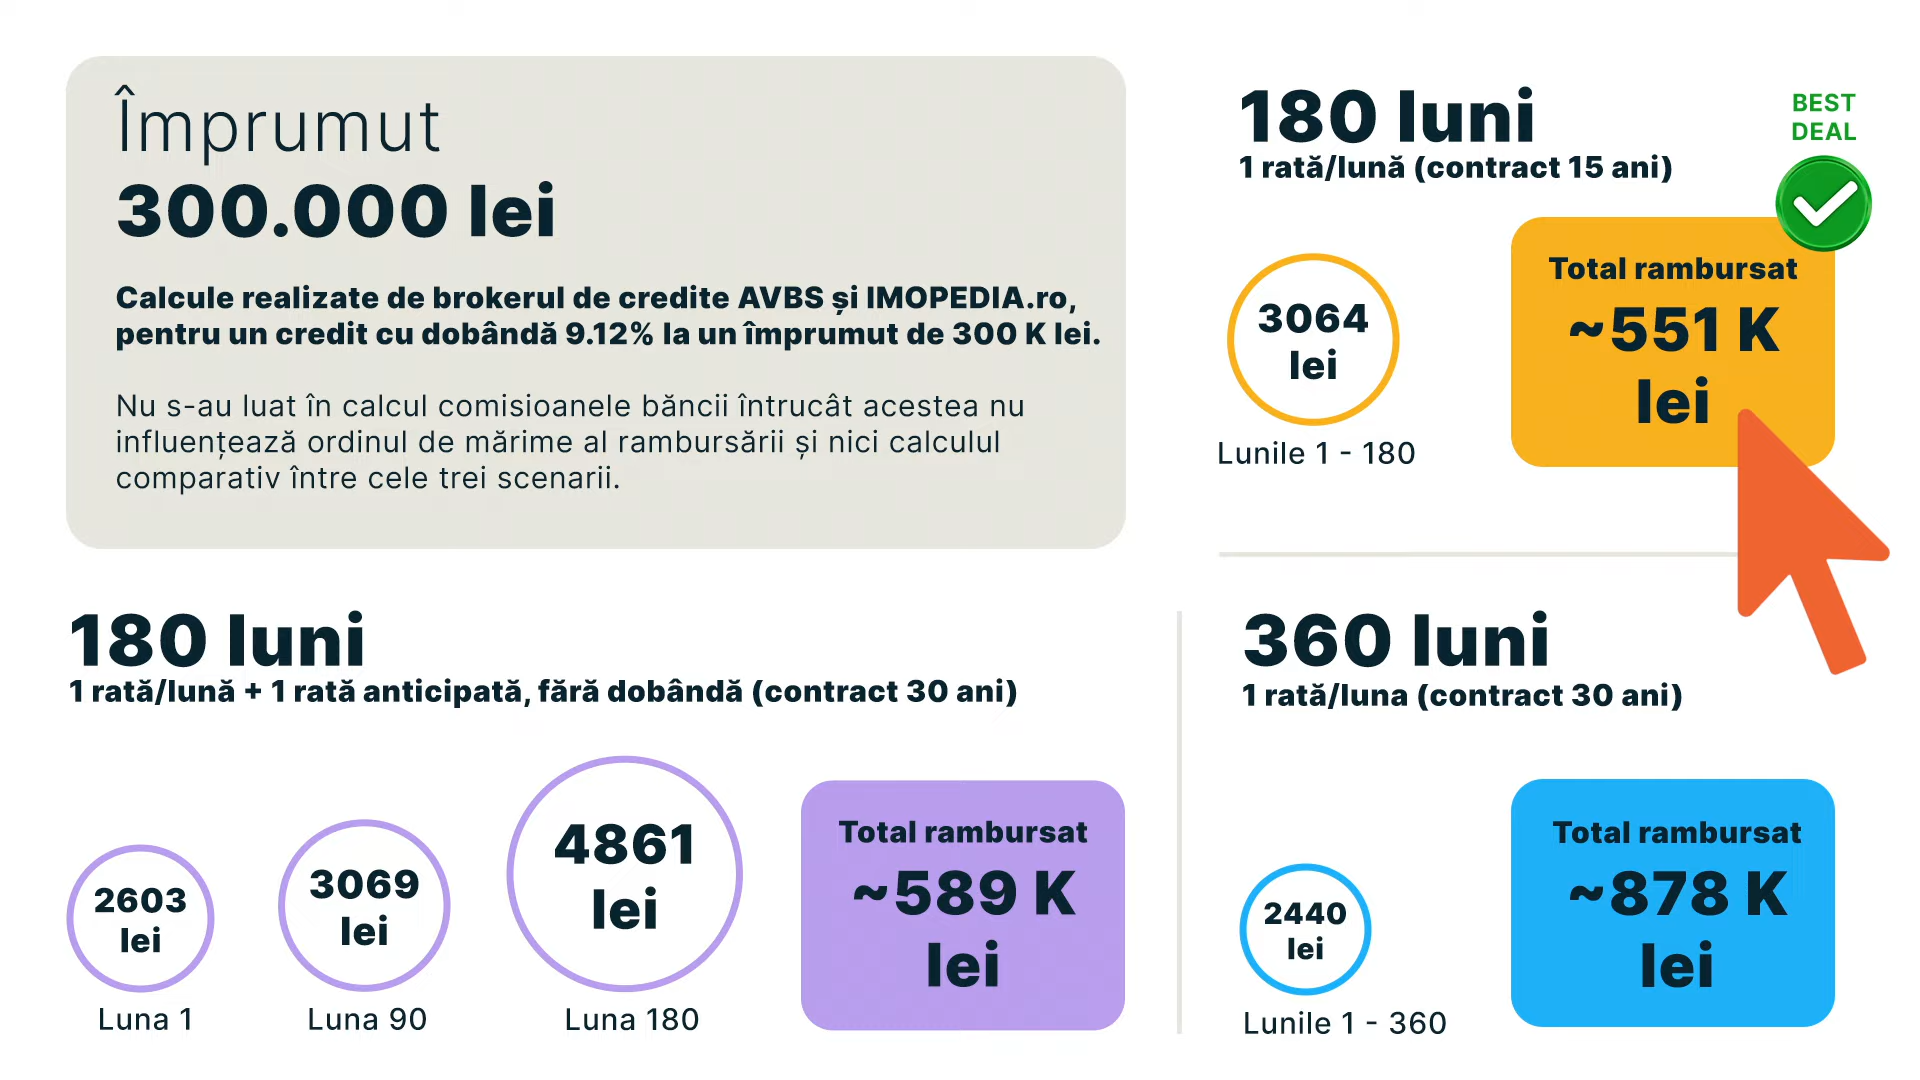 Împrumut
300.000 lei
Calcule realizate de brokerul de credite AVBS și IMOPEDIA.ro,
pentru un credit cu dobândă 9.12% la un împrumut de 300 K lei.
Nu s-au luat în calcul comisioanele băncii întrucât acestea nu
influențează ordinul de mărime al rambursării și nici calculul
comparativ între cele trei scenarii.
180 luni
1 rată/lună (contract 15 ani)
BEST
DEAL
3064
lei
Lunile 1 - 180
Total rambursat
~551 K
lei
180 luni
1 rată/lună + 1 rată anticipată, fără dobândă (contract 30 ani)
2603
lei
Luna 1
3069
lei
Luna 90
4861
lei
Luna 180
Total rambursat
~589 K
lei
360 luni
1 rată/luna (contract 30 ani)
2440
lei
Lunile 1 - 360
Total rambursat
~878 K
lei